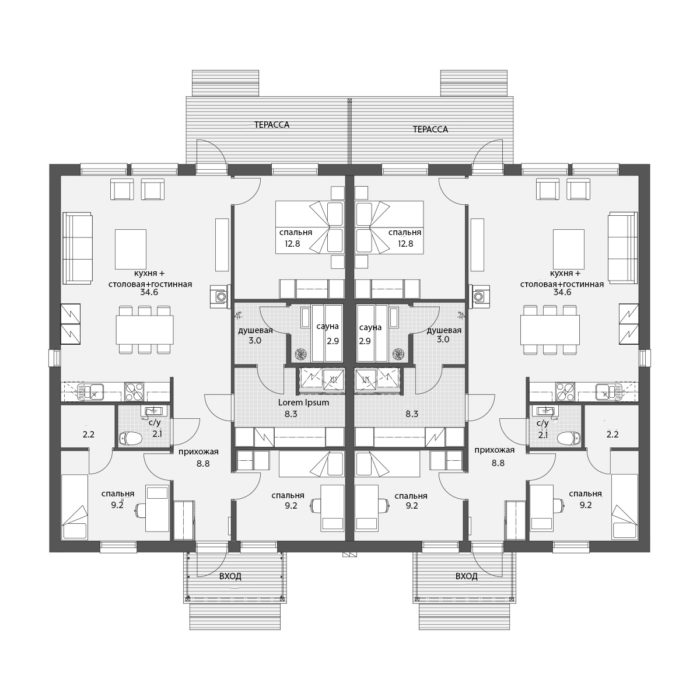 ТЕРАССА
ТЕРАССА
спальня
12.8
спальня
12.8
кухня +
столовая+гостинная
34.6
кухня +
столовая+гостинная
34.6
душевая
3.0
сауна
2.9
сауна
2.9
душевая
3.0
Lorem Ipsum
8.3
8.3
2.2
с/у
2.1
прихожая
8.8
прихожая
8.8
с/у
2.1
2.2
спальня
9.2
спальня
9.2
спальня
9.2
спальня
9.2
ВХОД
ВХОД